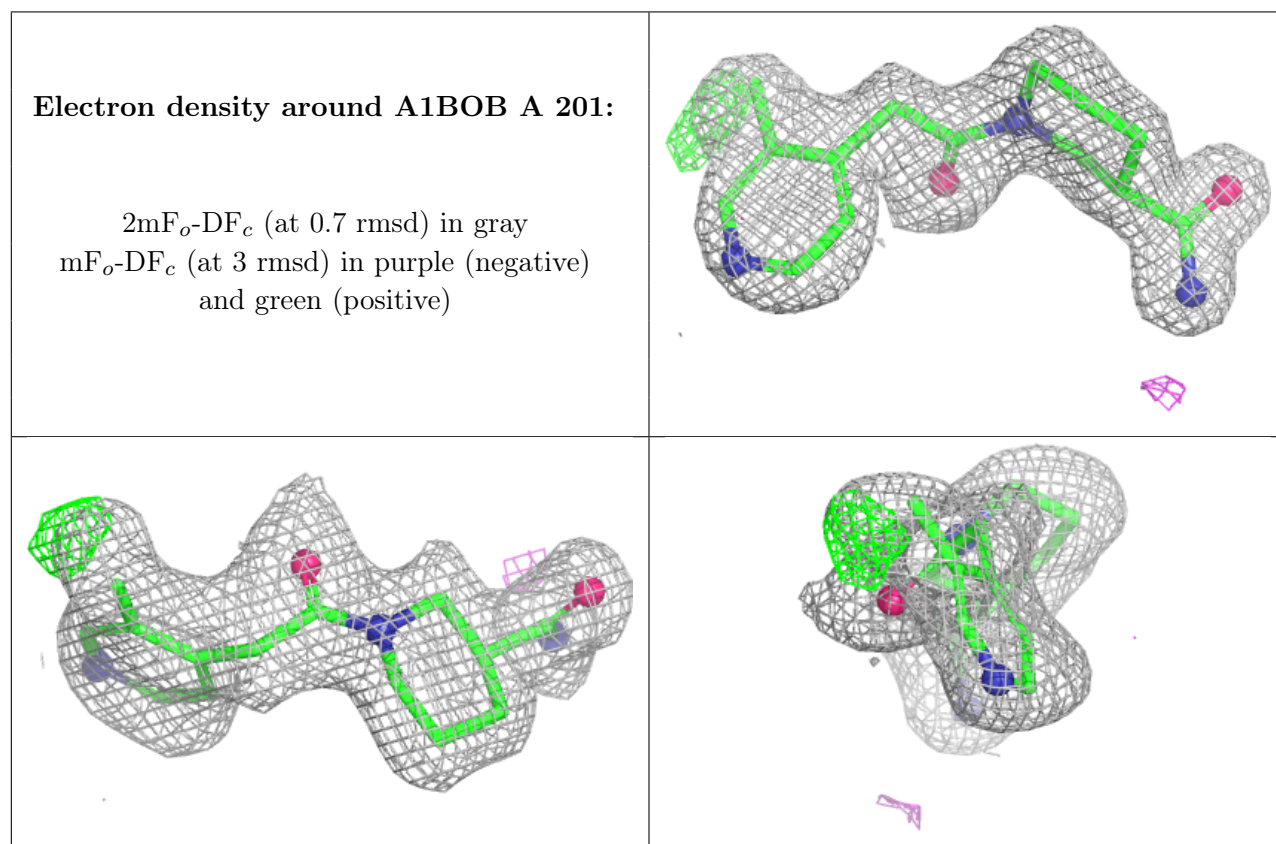 Electron density around A1BOB A 201:
2mFo-DFc (at 0.7 rmsd) in gray
mFo-DFc (at 3 rmsd) in purple (negative)
and green (positive)